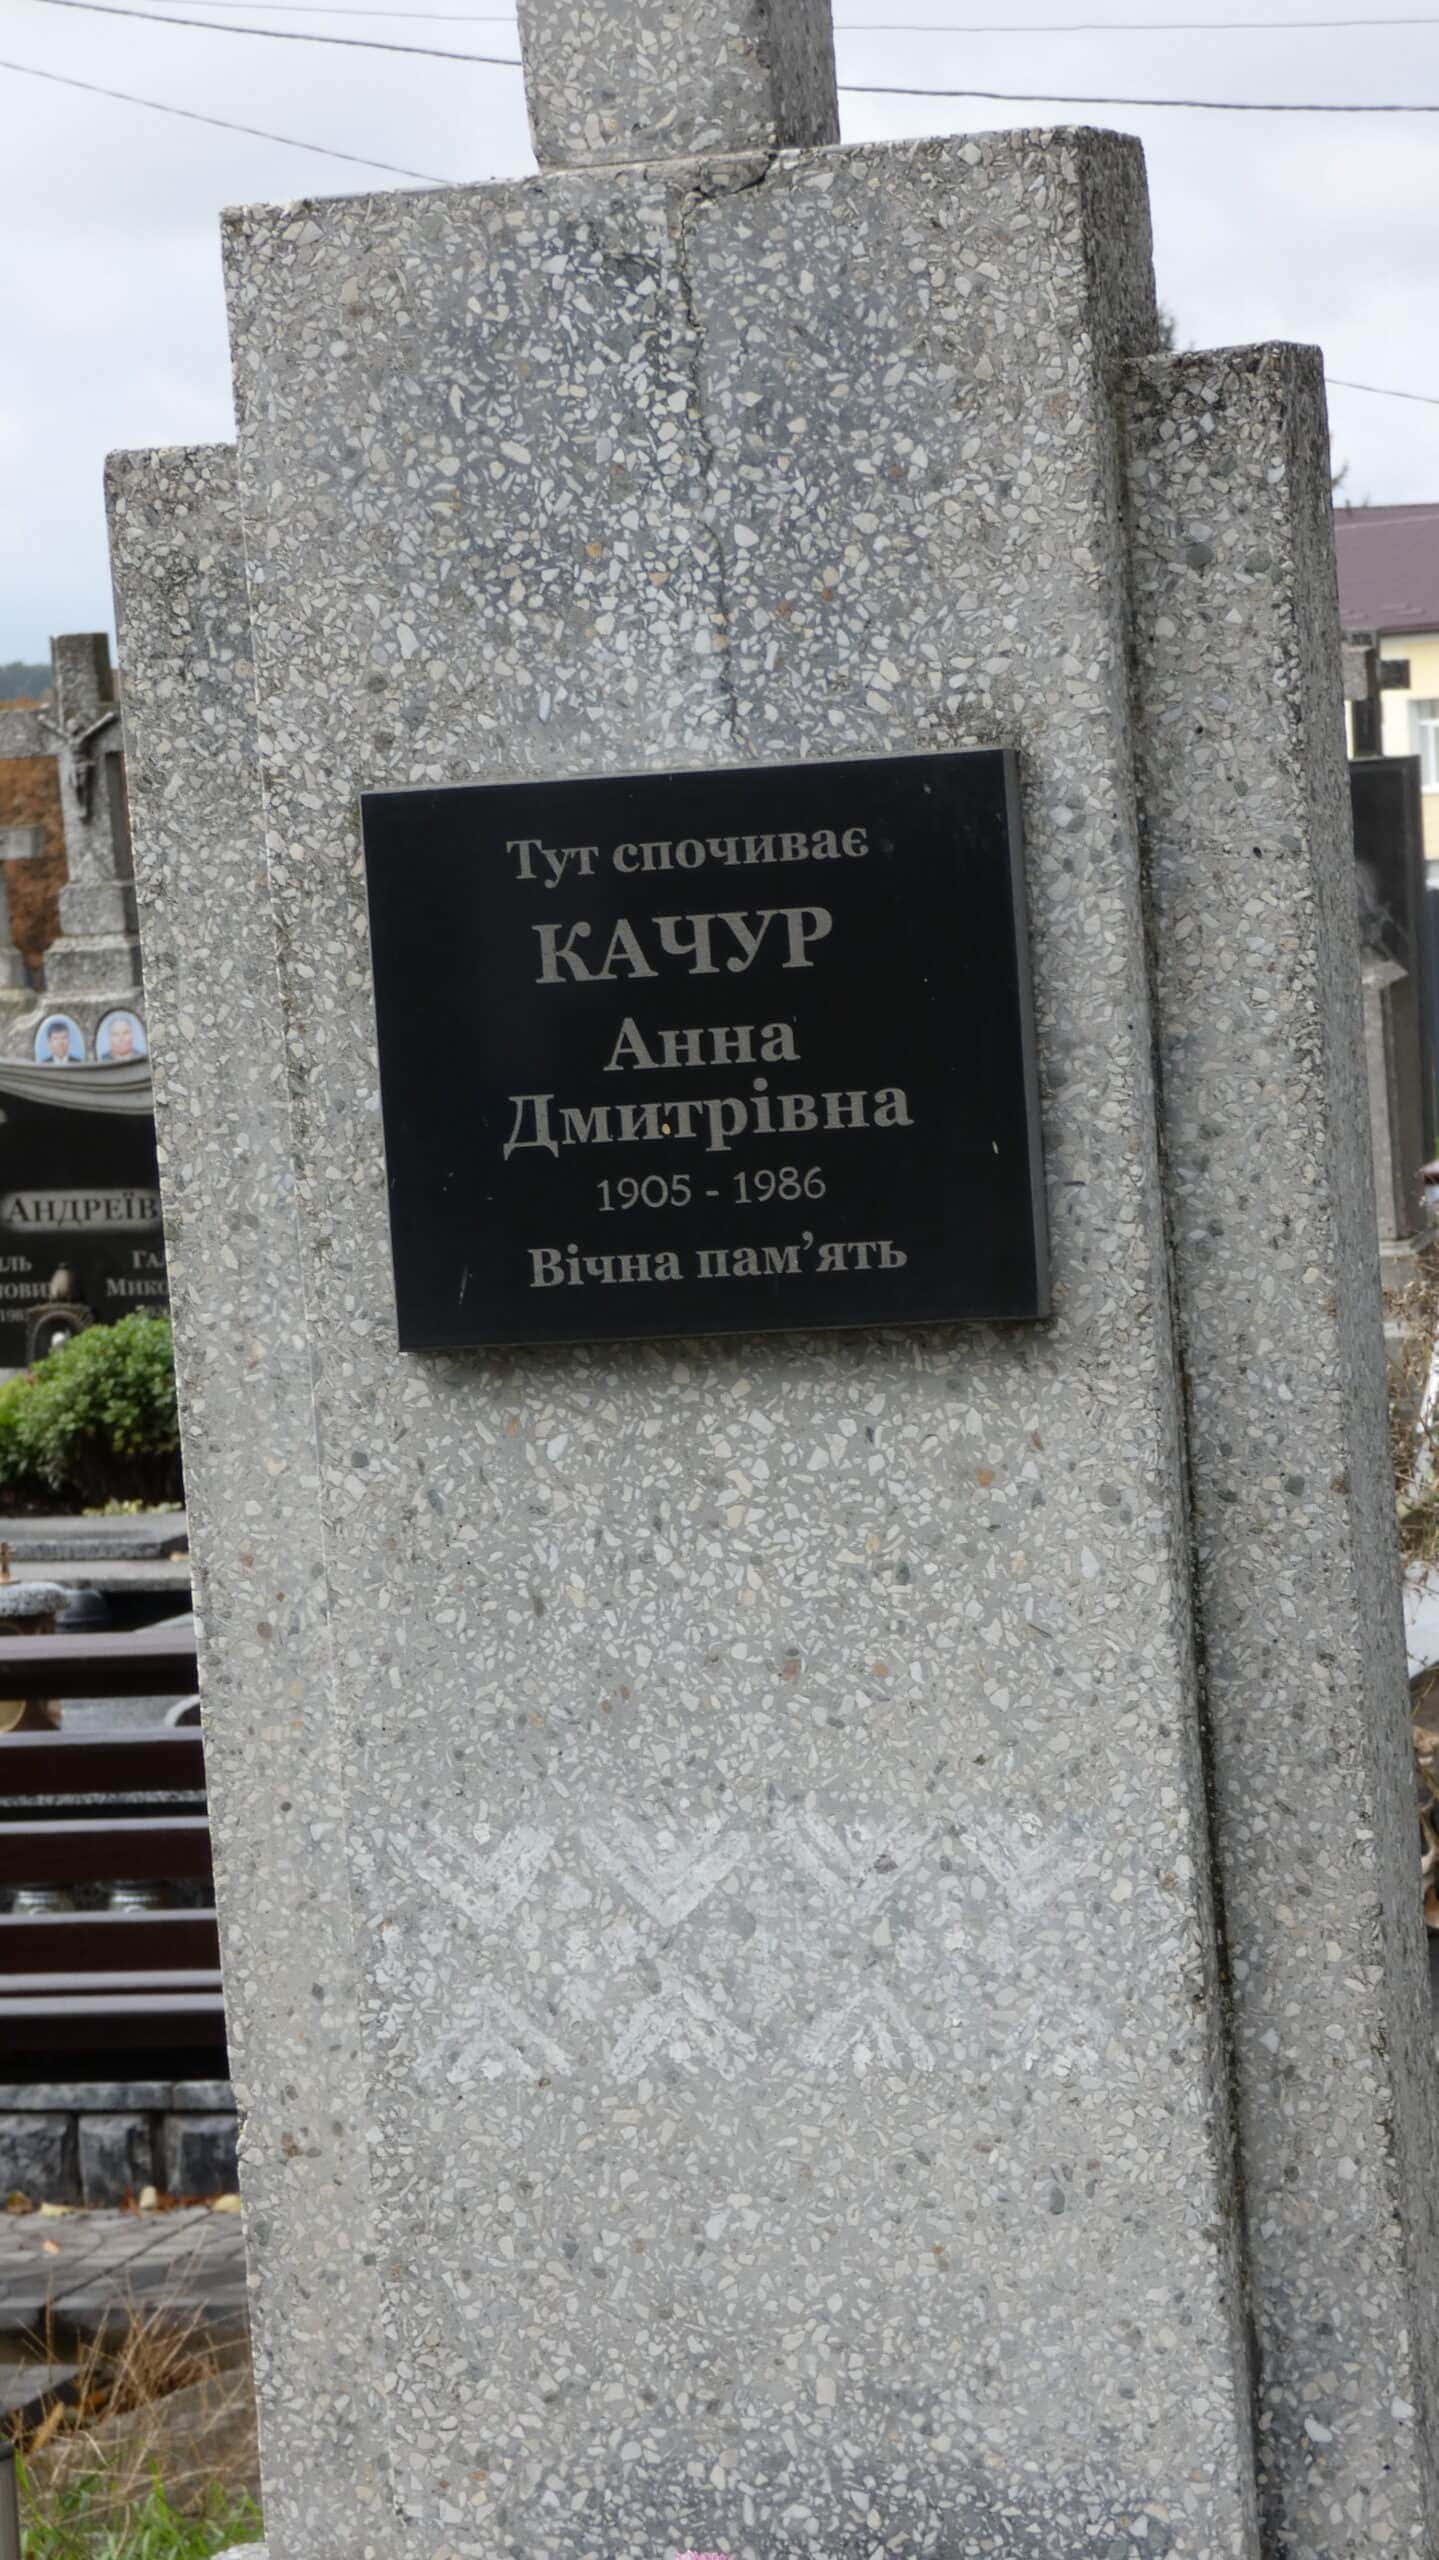 Тут спочиває
КАЧУР
Анна
Дмитрівна
1905 - 1986
Вічна пам’ять
АНДРЕЇВ